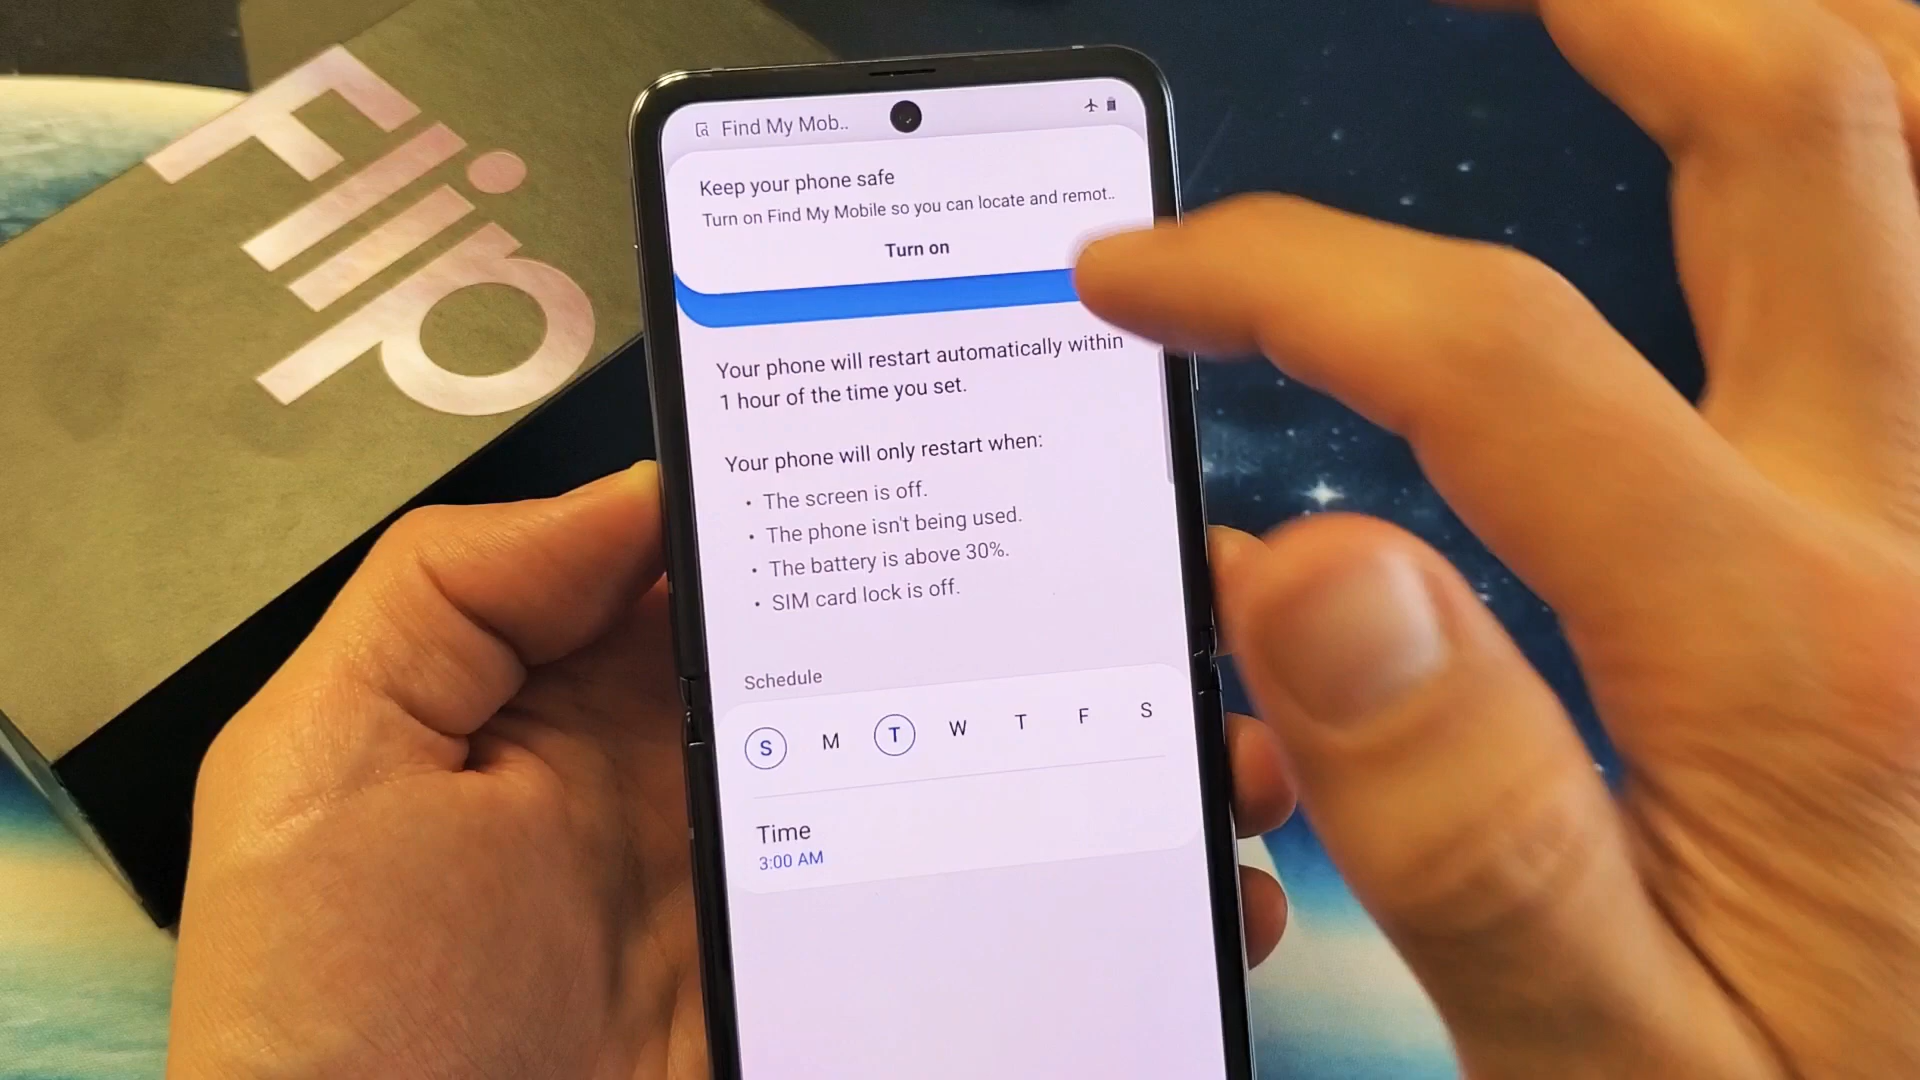 Flip
Find My Mob..
Keep your phone safe
Turn on Find My Mobile so you can locate and remot..
Turn on
Your phone will restart automatically within
1 hour of the time you set.
Your phone will only restart when:
• The screen is off.
• The phone isn't being used.
• The battery is above 30%.
• SIM card lock is off.
Schedule
S M T W T F S
Time
3:00 AM